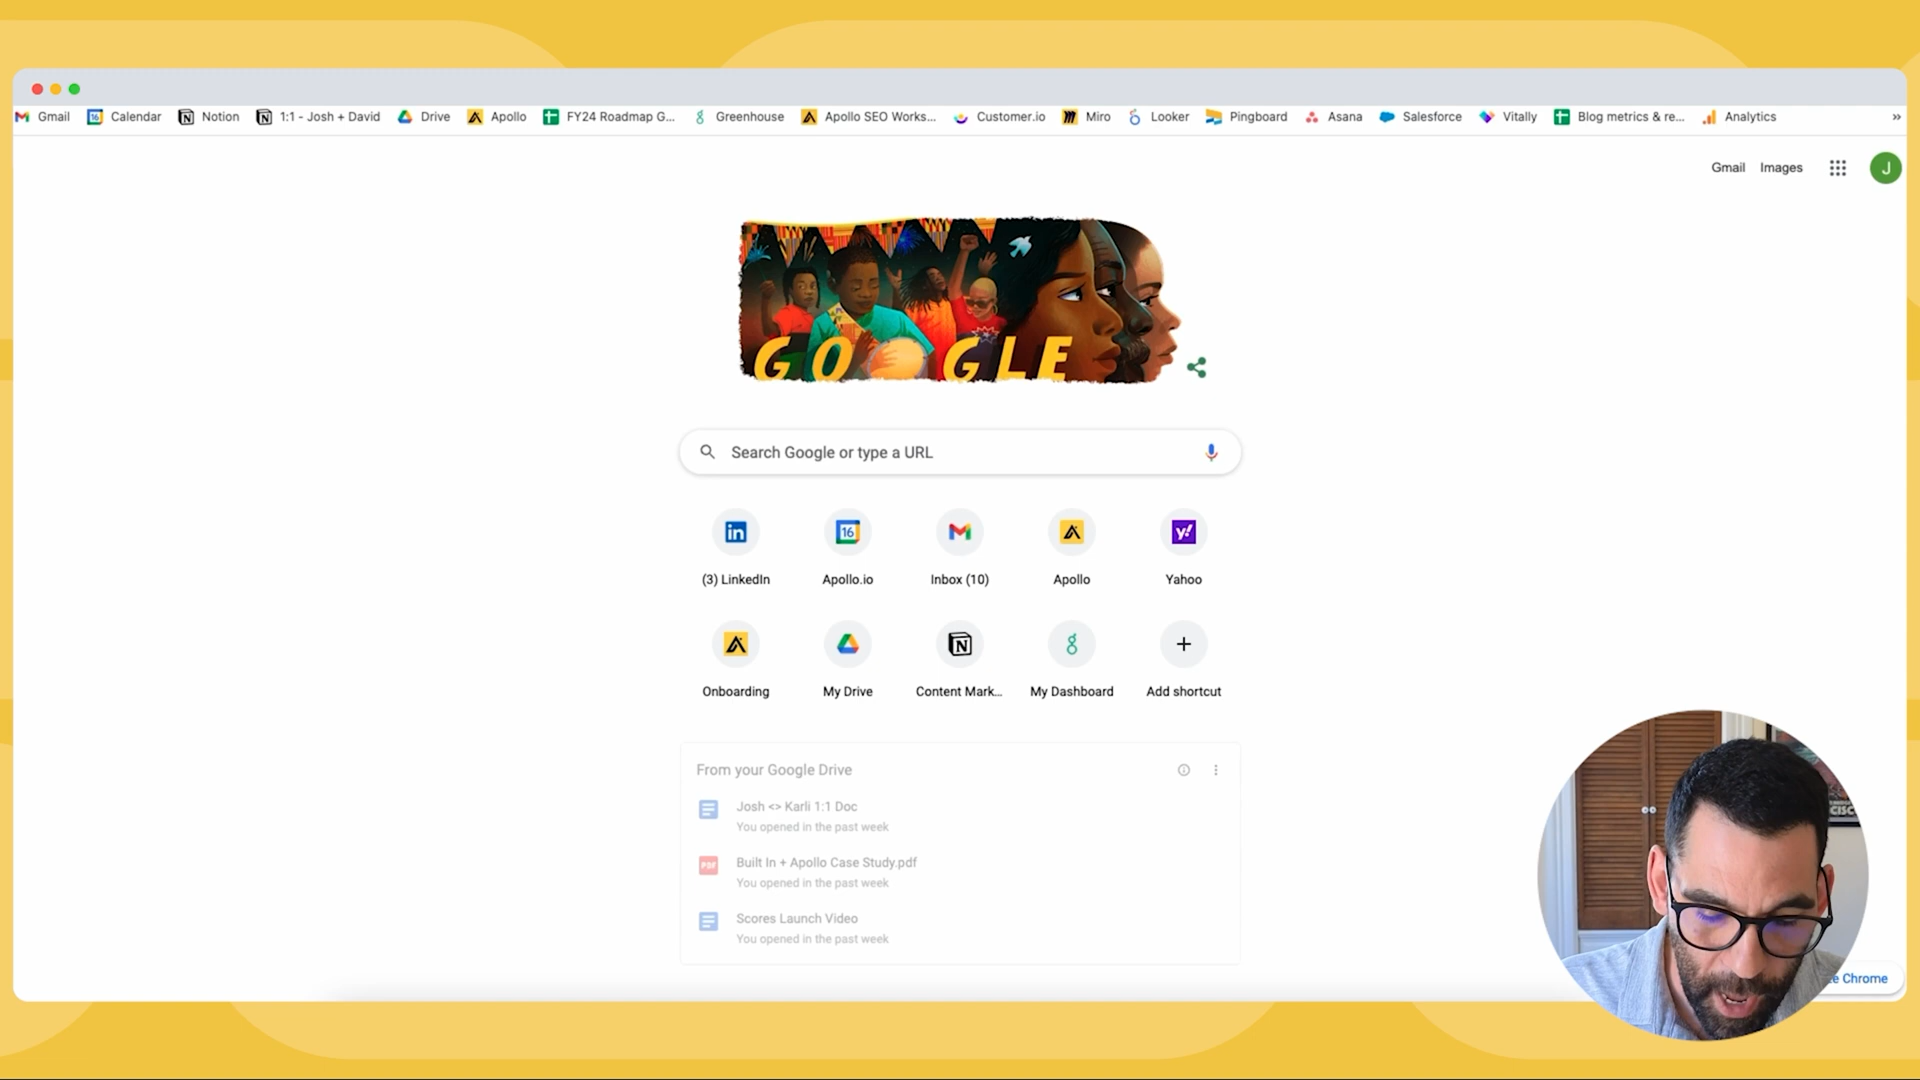 Gmail Calendar Notion 1:1 - Josh + David Drive Apollo FY24 Roadmap G... Greenhouse Apollo SEO Works... Customer.io Miro Looker Pingboard Asana Salesforce Vitally Blog metrics & re... Analytics »
Gmail Images J
GOOGLE
Search Google or type a URL
(3) LinkedIn Apollo.io Inbox (10) Apollo Yahoo
Onboarding My Drive Content Mark... My Dashboard Add shortcut
From your Google Drive
Josh <> Karli 1:1 Doc
You opened in the past week
PDF Built In + Apollo Case Study.pdf
You opened in the past week
Scores Launch Video
You opened in the past week
Chrome